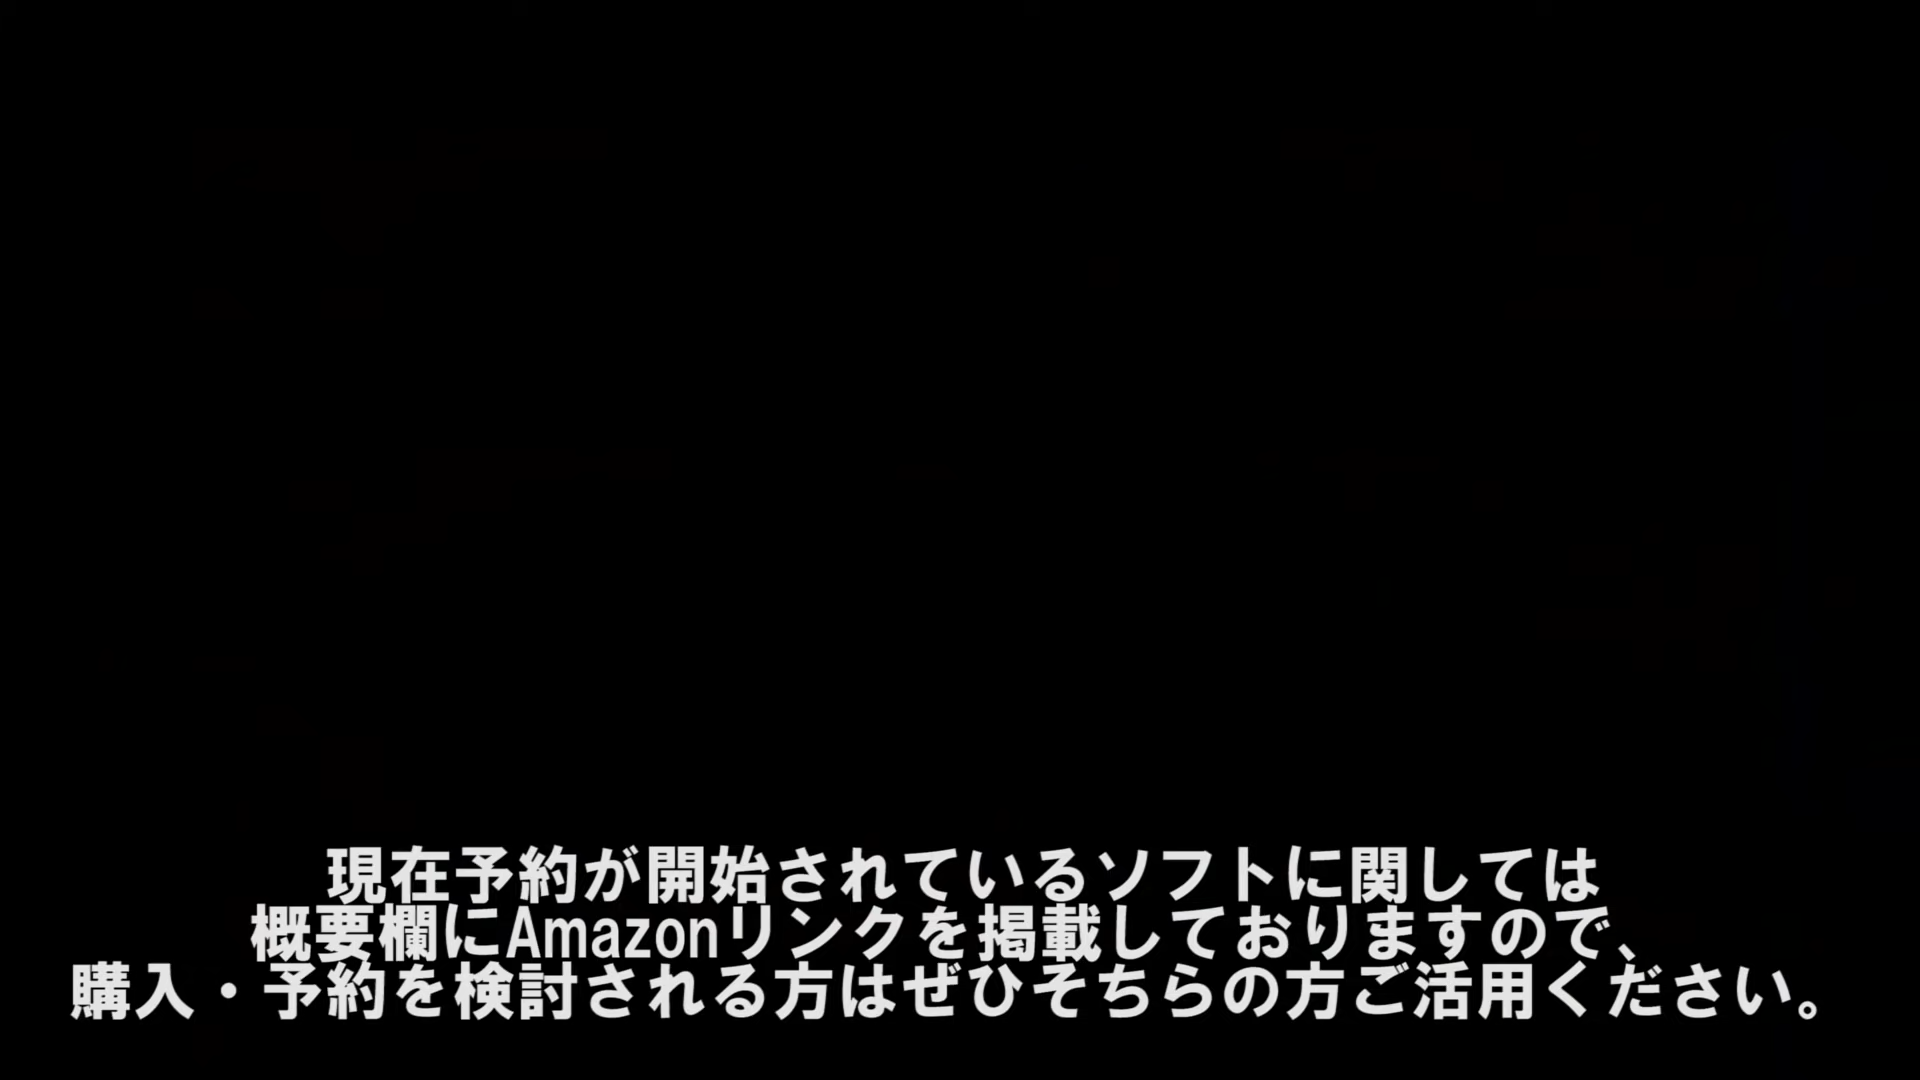 現在予約が開始されているソフトに関しては
概要欄にAmazonリンクを掲載しておりますので、
購入・予約を検討される方はぜひそちらの方ご活用ください。